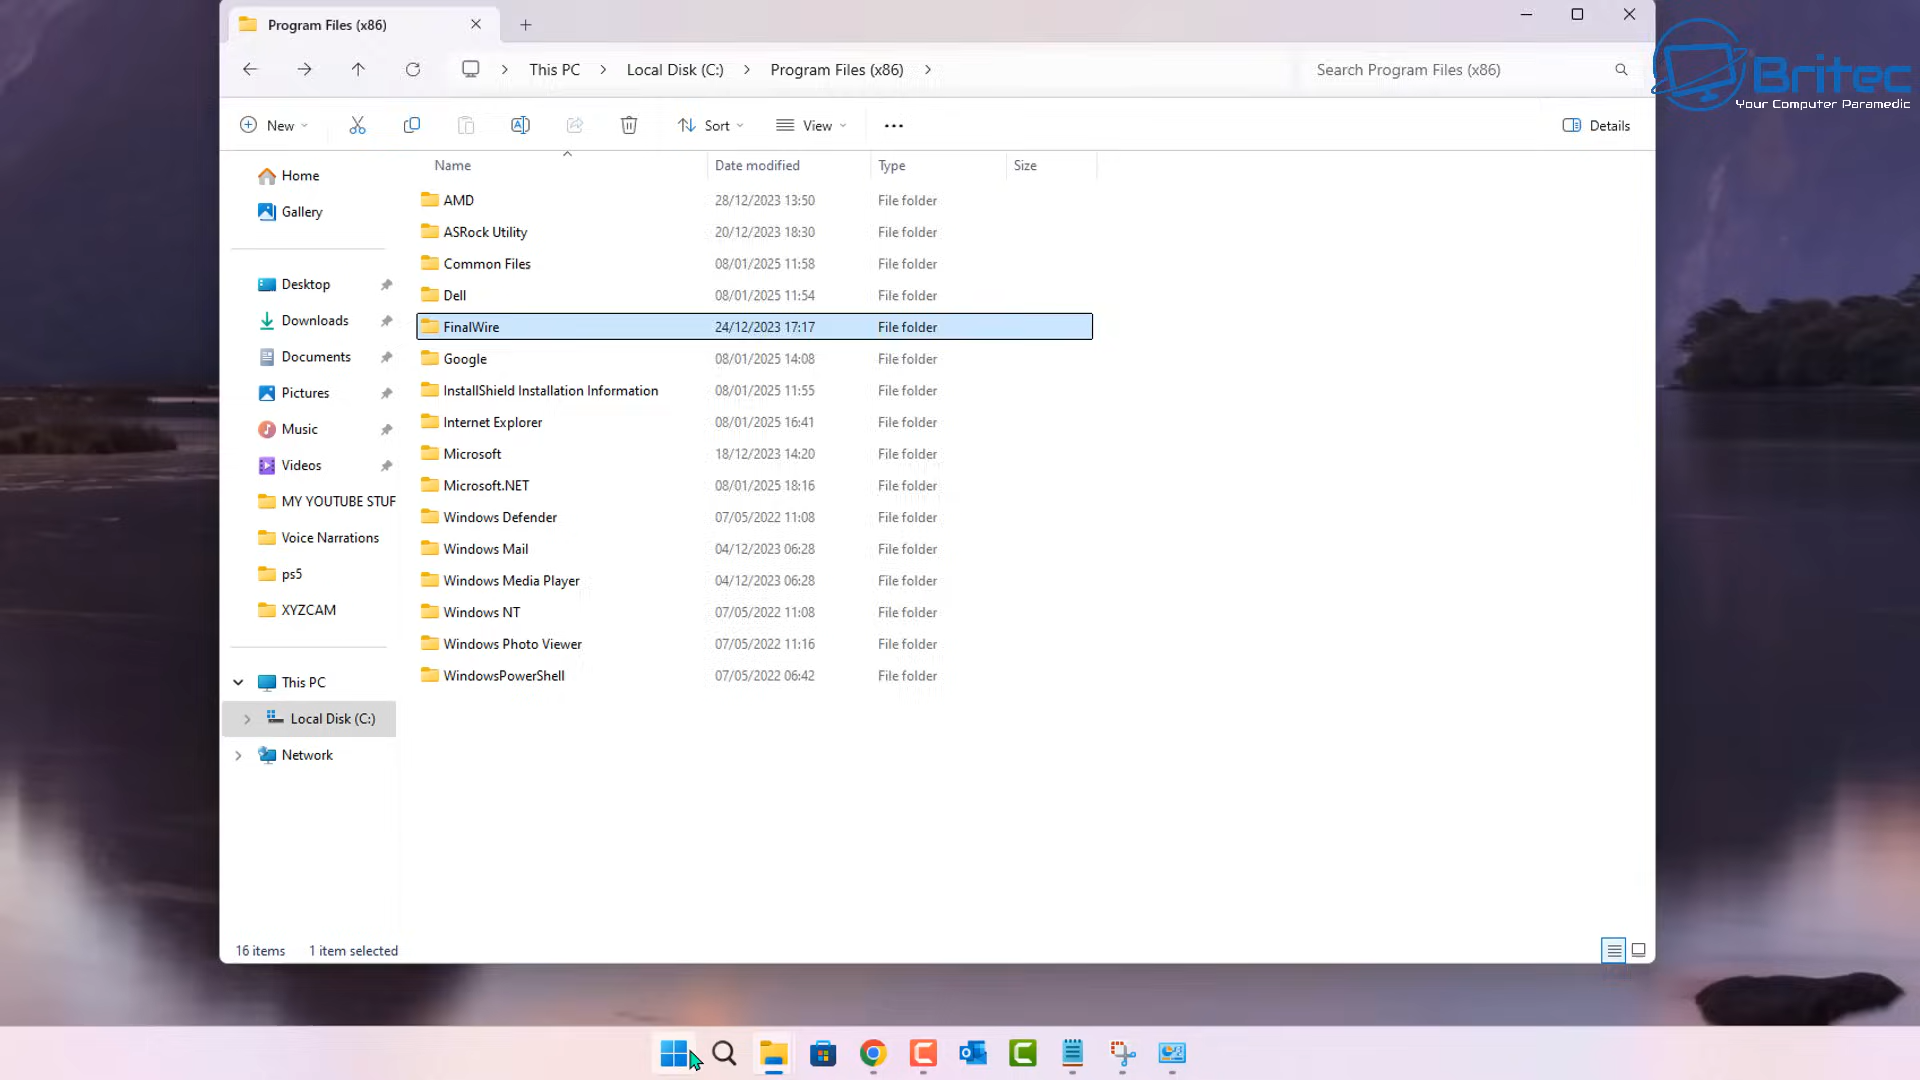 Program Files (x86)
This PC
Local Disk (C:)
Program Files (x86)
Search Program Files (x86)
Britec
Your Computer Paramedic
New
Sort
View
Details
Name
Date modified
Type
Size
Home
Gallery
Desktop
Downloads
Documents
Pictures
Music
Videos
MY YOUTUBE STUF
Voice Narrations
ps5
XYZCAM
This PC
Local Disk (C:)
Network
AMD 28/12/2023 13:50 File folder
ASRock Utility 20/12/2023 18:30 File folder
Common Files 08/01/2025 11:58 File folder
Dell 08/01/2025 11:54 File folder
FinalWire 24/12/2023 17:17 File folder
Google 08/01/2025 14:08 File folder
InstallShield Installation Information 08/01/2025 11:55 File folder
Internet Explorer 08/01/2025 16:41 File folder
Microsoft 18/12/2023 14:20 File folder
Microsoft.NET 08/01/2025 18:16 File folder
Windows Defender 07/05/2022 11:08 File folder
Windows Mail 04/12/2023 06:28 File folder
Windows Media Player 04/12/2023 06:28 File folder
Windows NT 07/05/2022 11:08 File folder
Windows Photo Viewer 07/05/2022 11:16 File folder
WindowsPowerShell 07/05/2022 06:42 File folder
16 items
1 item selected